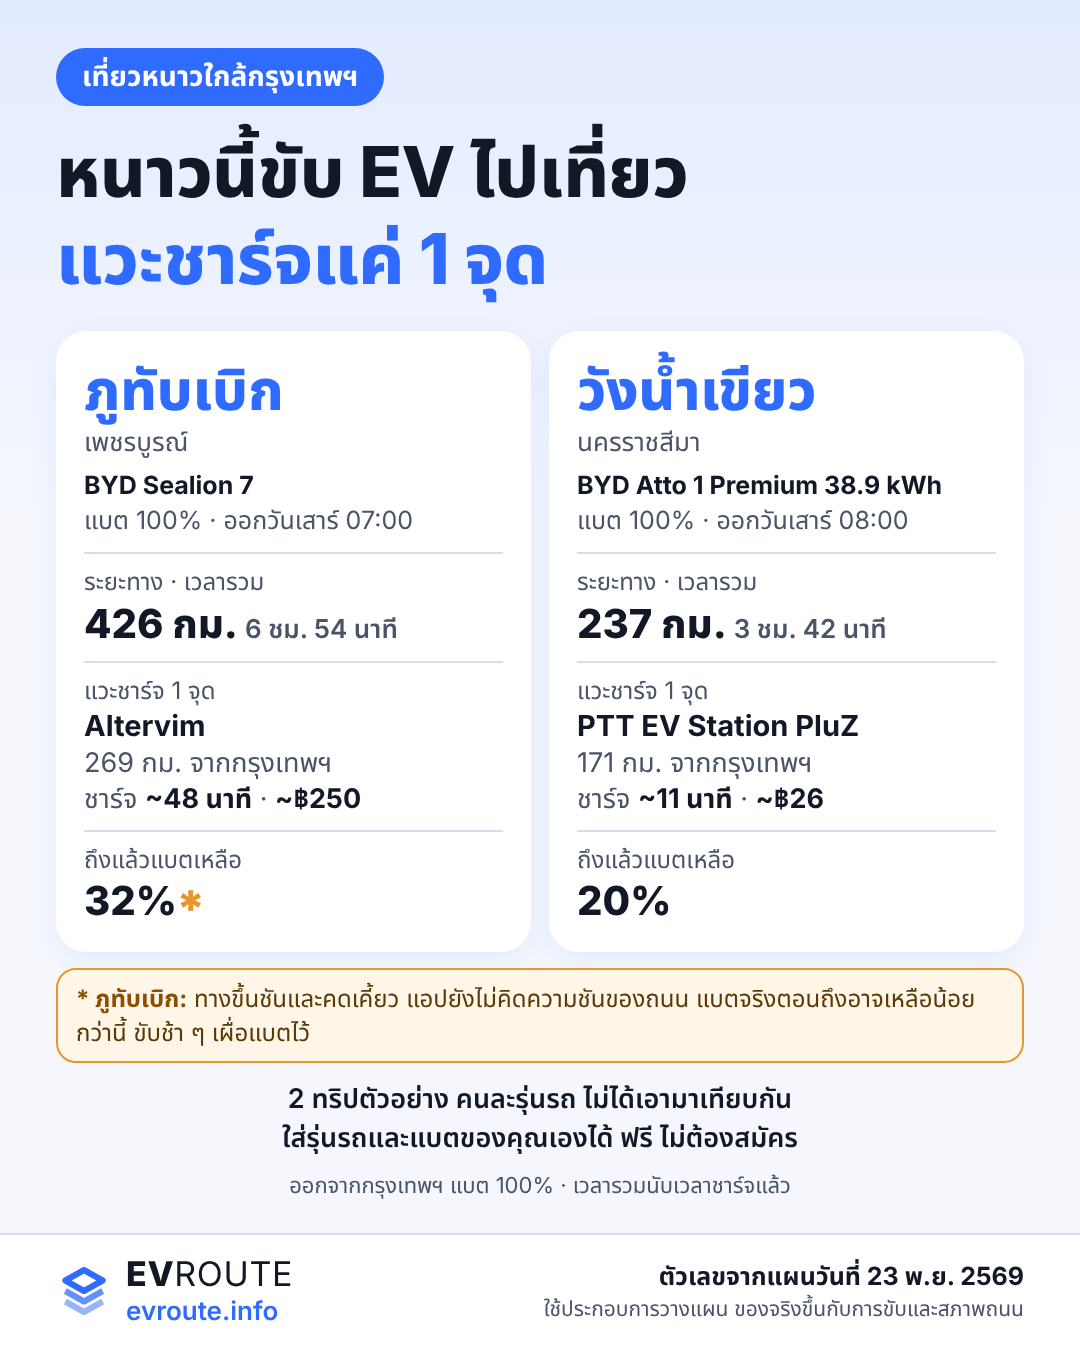 เที่ยวหนาวใกล้กรุงเทพฯ
หนาวนี้ขับ EV ไปเที่ยว
แวะชาร์จแค่ 1 จุด
ภูทับเบิก
เพชรบูรณ์
BYD Sealion 7
แบต 100% · ออกวันเสาร์ 07:00
ระยะทาง · เวลารวม
426 กม. 6 ชม. 54 นาที
แวะชาร์จ 1 จุด
Altervim
269 กม. จากกรุงเทพฯ
ชาร์จ ~48 นาที · ~฿250
ถึงแล้วแบตเหลือ
32%*
วังน้ำเขียว
นครราชสีมา
BYD Atto 1 Premium 38.9 kWh
แบต 100% · ออกวันเสาร์ 08:00
ระยะทาง · เวลารวม
237 กม. 3 ชม. 42 นาที
แวะชาร์จ 1 จุด
PTT EV Station PluZ
171 กม. จากกรุงเทพฯ
ชาร์จ ~11 นาที · ~฿26
ถึงแล้วแบตเหลือ
20%
* ภูทับเบิก: ทางขึ้นชันและคดเคี้ยว แอปยังไม่คิดความชันของถนน แบตจริงตอนถึงอาจเหลือน้อย
กว่านี้ ขับช้า ๆ เผื่อแบตไว้
2 ทริปตัวอย่าง คนละรุ่นรถ ไม่ได้เอามาเทียบกัน
ใส่รุ่นรถและแบตของคุณเองได้ ฟรี ไม่ต้องสมัคร
ออกจากกรุงเทพฯ แบต 100% · เวลารวมนับเวลาชาร์จแล้ว
EVROUTE
evroute.info
ตัวเลขจากแผนวันที่ 23 พ.ย. 2569
ใช้ประกอบการวางแผน ของจริงขึ้นกับการขับและสภาพถนน